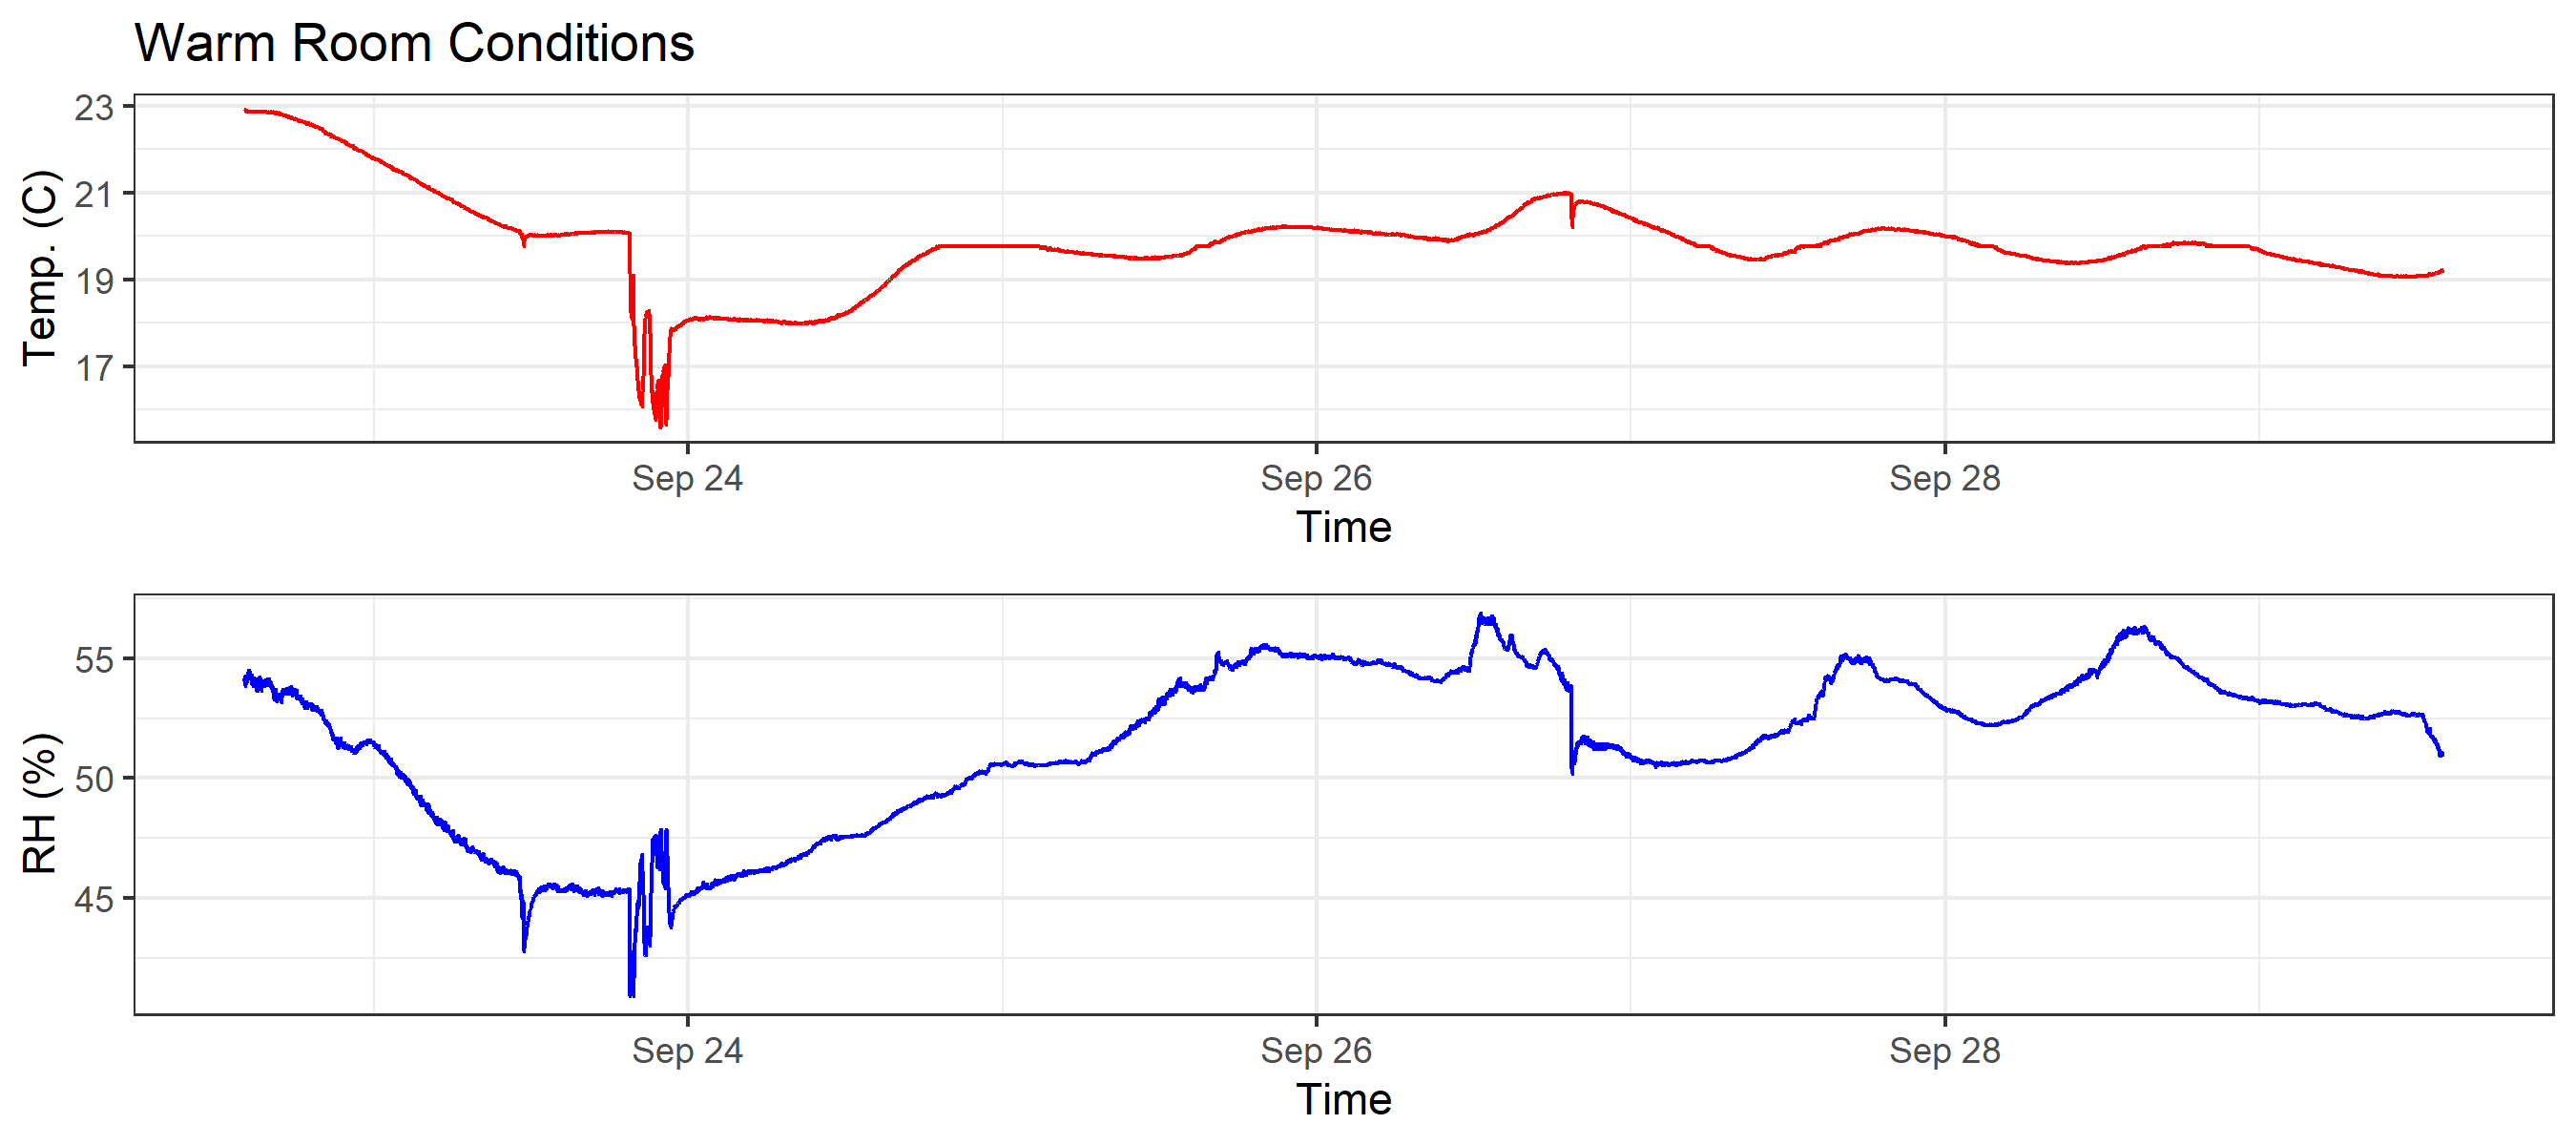 Warm Room Conditions
Temp. (C)
23
21
19
17
Sep 24 Sep 26 Sep 28
Time
RH (%)
55
50
45
Sep 24 Sep 26 Sep 28
Time